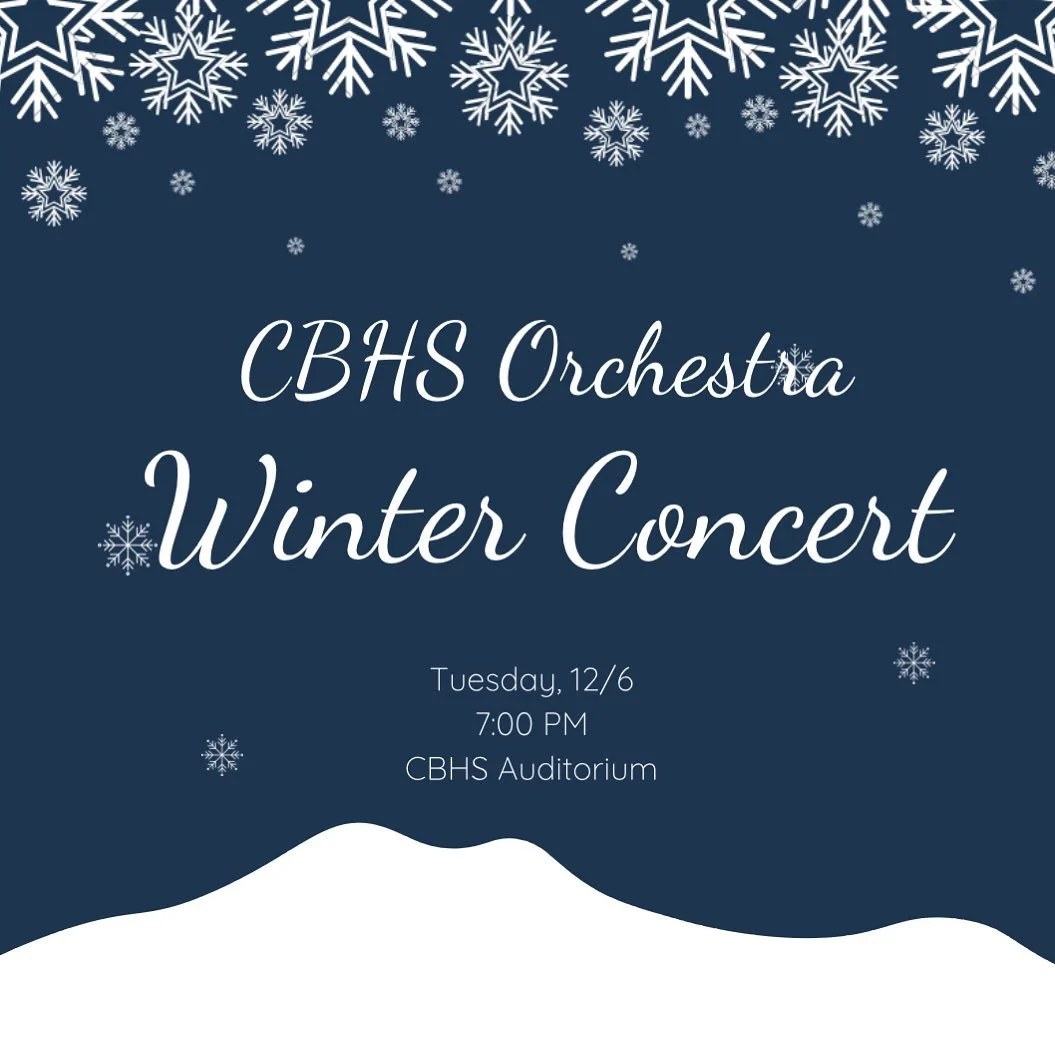 CBHS Orchestra
Winter Concert
Tuesday, 12/6
7:00 PM
CBHS Auditorium